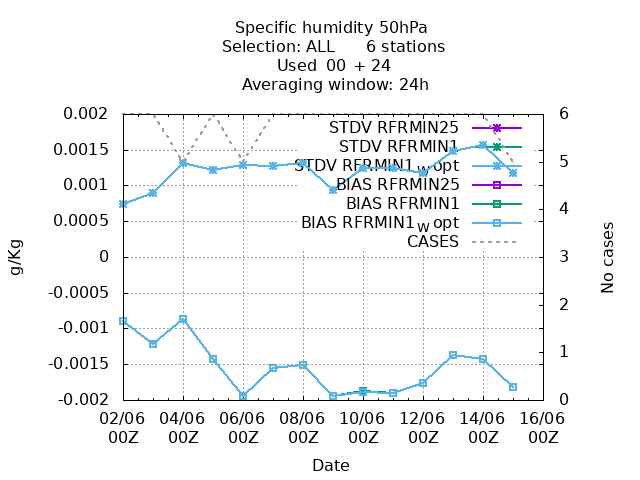 Specific humidity 50hPa
Selection: ALL 6 stations
Used 00 + 24
Averaging window: 24h
g/Kg
0.002
0.0015
0.001
0.0005
0
-0.0005
-0.001
-0.0015
-0.002
STDV RFRMIN25
STDV RFRMIN1
STDV RFRMIN1_W opt
BIAS RFRMIN25
BIAS RFRMIN1
BIAS RFRMIN1_W opt
CASES
6
5
4
3
2
1
0
No cases
02/06 04/06 06/06 08/06 10/06 12/06 14/06 16/06
00Z 00Z 00Z 00Z 00Z 00Z 00Z 00Z
Date